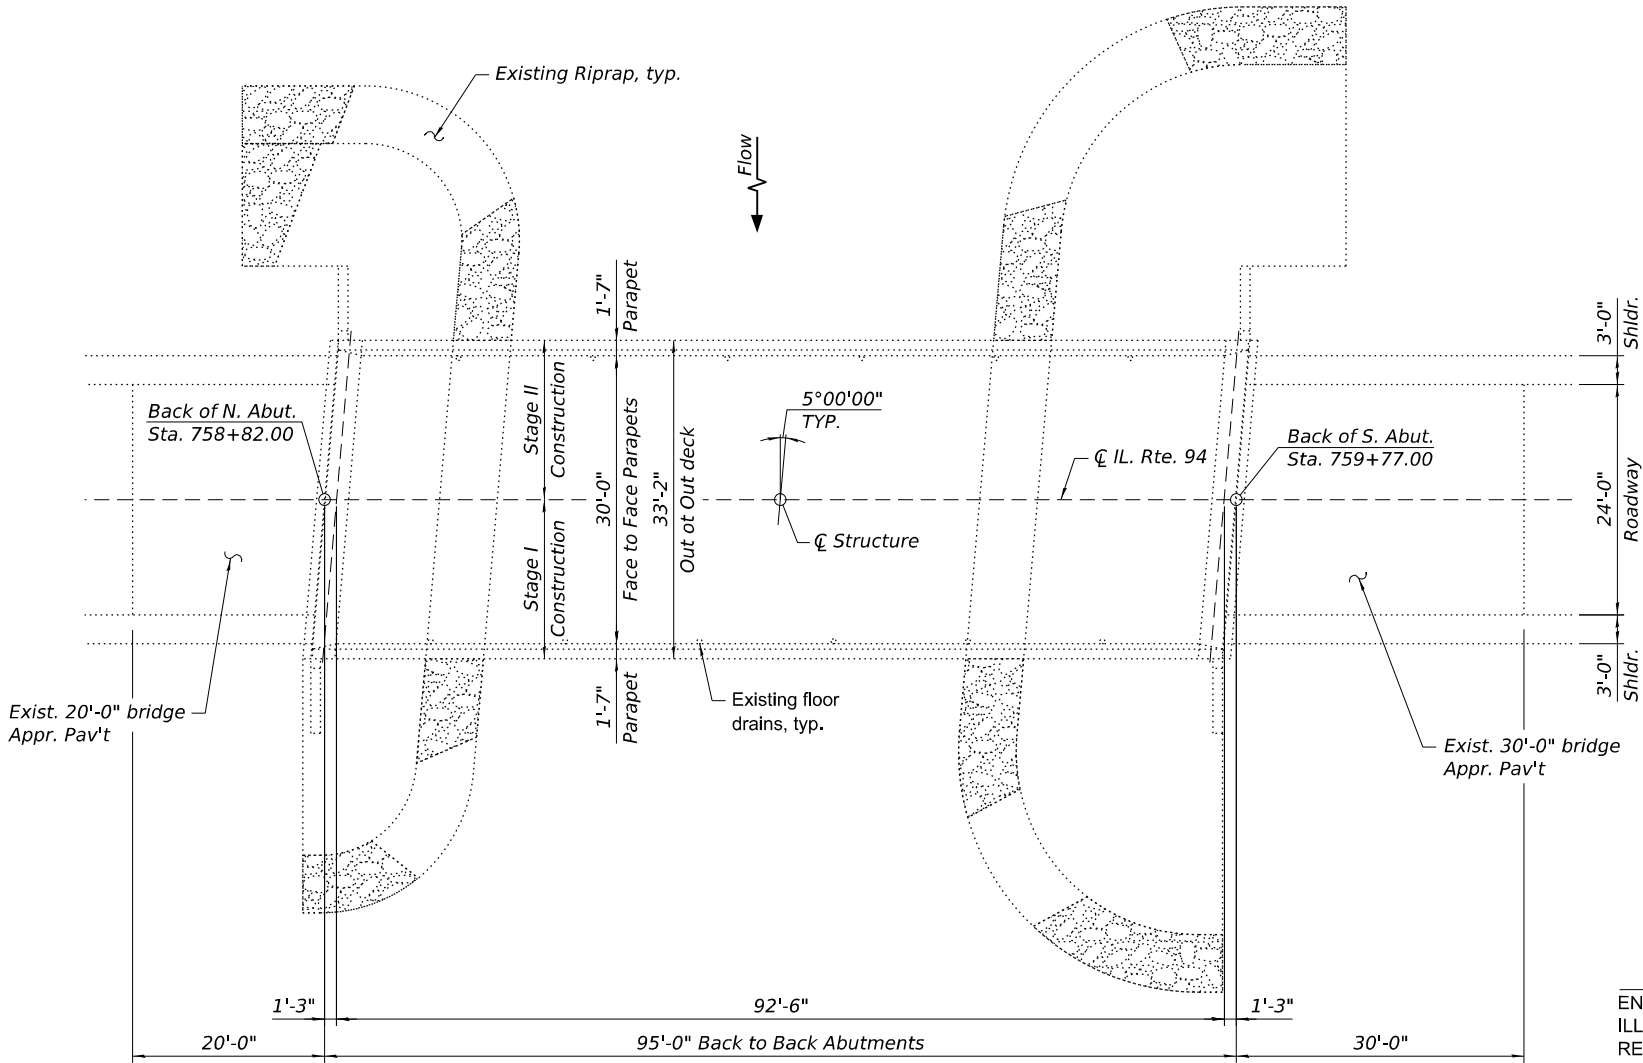 Existing Riprap, typ.
Flow
1'-7"
Parapet
3'-0"
Shldr.
Stage II
Construction
30'-0"
Face to Face Parapets
33'-2"
Out ot Out deck
5°00'00"
TYP.
Back of N. Abut.
Sta. 758+82.00
℄ IL. Rte. 94
Back of S. Abut.
Sta. 759+77.00
24'-0"
Roadway
℄ Structure
Stage I
Construction
1'-7"
Parapet
3'-0"
Shldr.
Existing floor
drains, typ.
Exist. 20'-0" bridge
Appr. Pav't
Exist. 30'-0" bridge
Appr. Pav't
1'-3"
92'-6"
1'-3"
20'-0"
95'-0" Back to Back Abutments
30'-0"
EN
ILL
RE